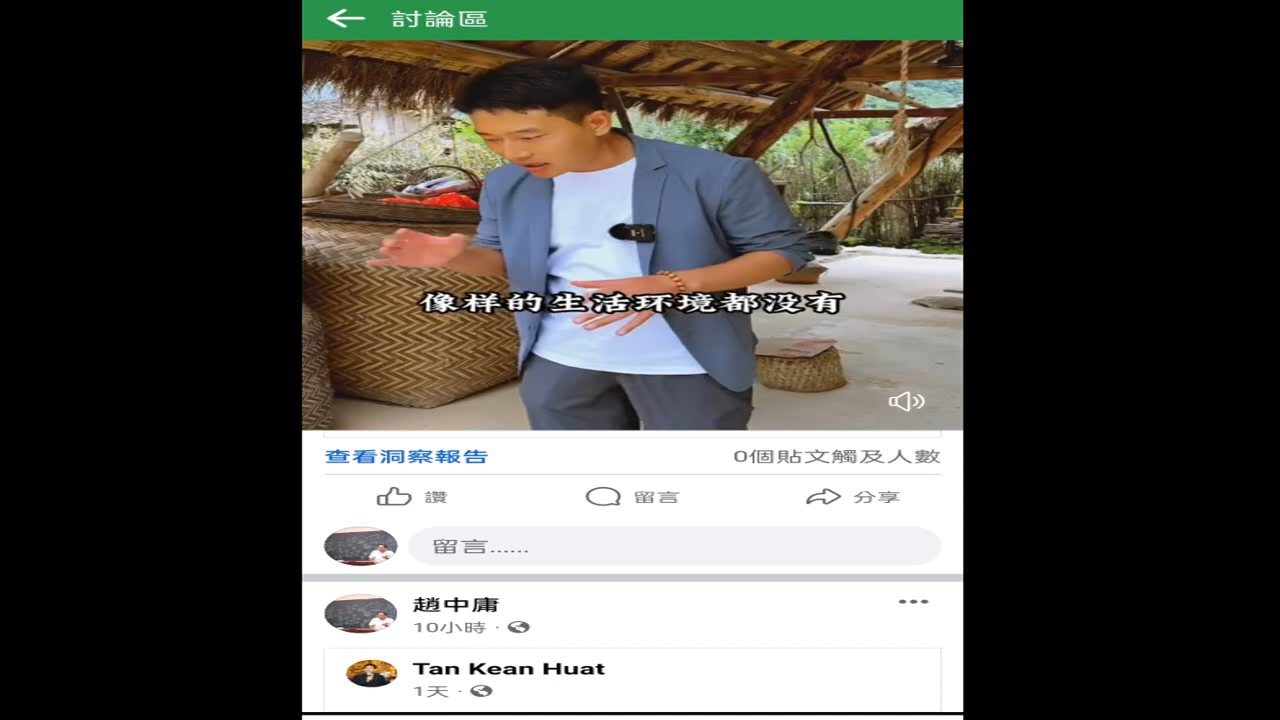 討論區
像样的生活环境都没有
查看洞察報告
0個貼文觸及人數
讚
留言
分享
留言......
趙中庸
10小時 ·
Tan Kean Huat
1天 ·